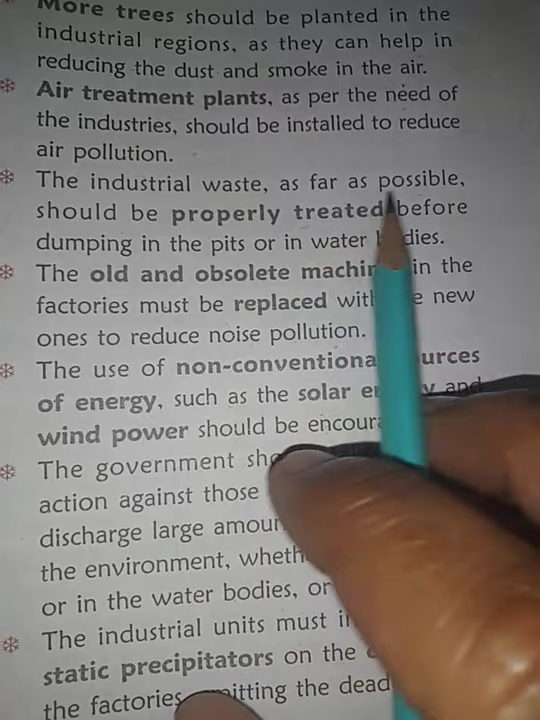 More trees should be planted in the
industrial regions, as they can help in
reducing the dust and smoke in the air.
Air treatment plants, as per the need of
the industries, should be installed to reduce
air pollution.
The industrial waste, as far as possible,
should be properly treated before
dumping in the pits or in water
The old and obsolete in the
factories must be replaced new
ones to reduce noise pollution.
The use of
of energy, such as the solar and
wind power should be
The government
action against those
discharge large
the environment,
or in the water bodies, or
The industrial units must
static precipitators on the
the factories the